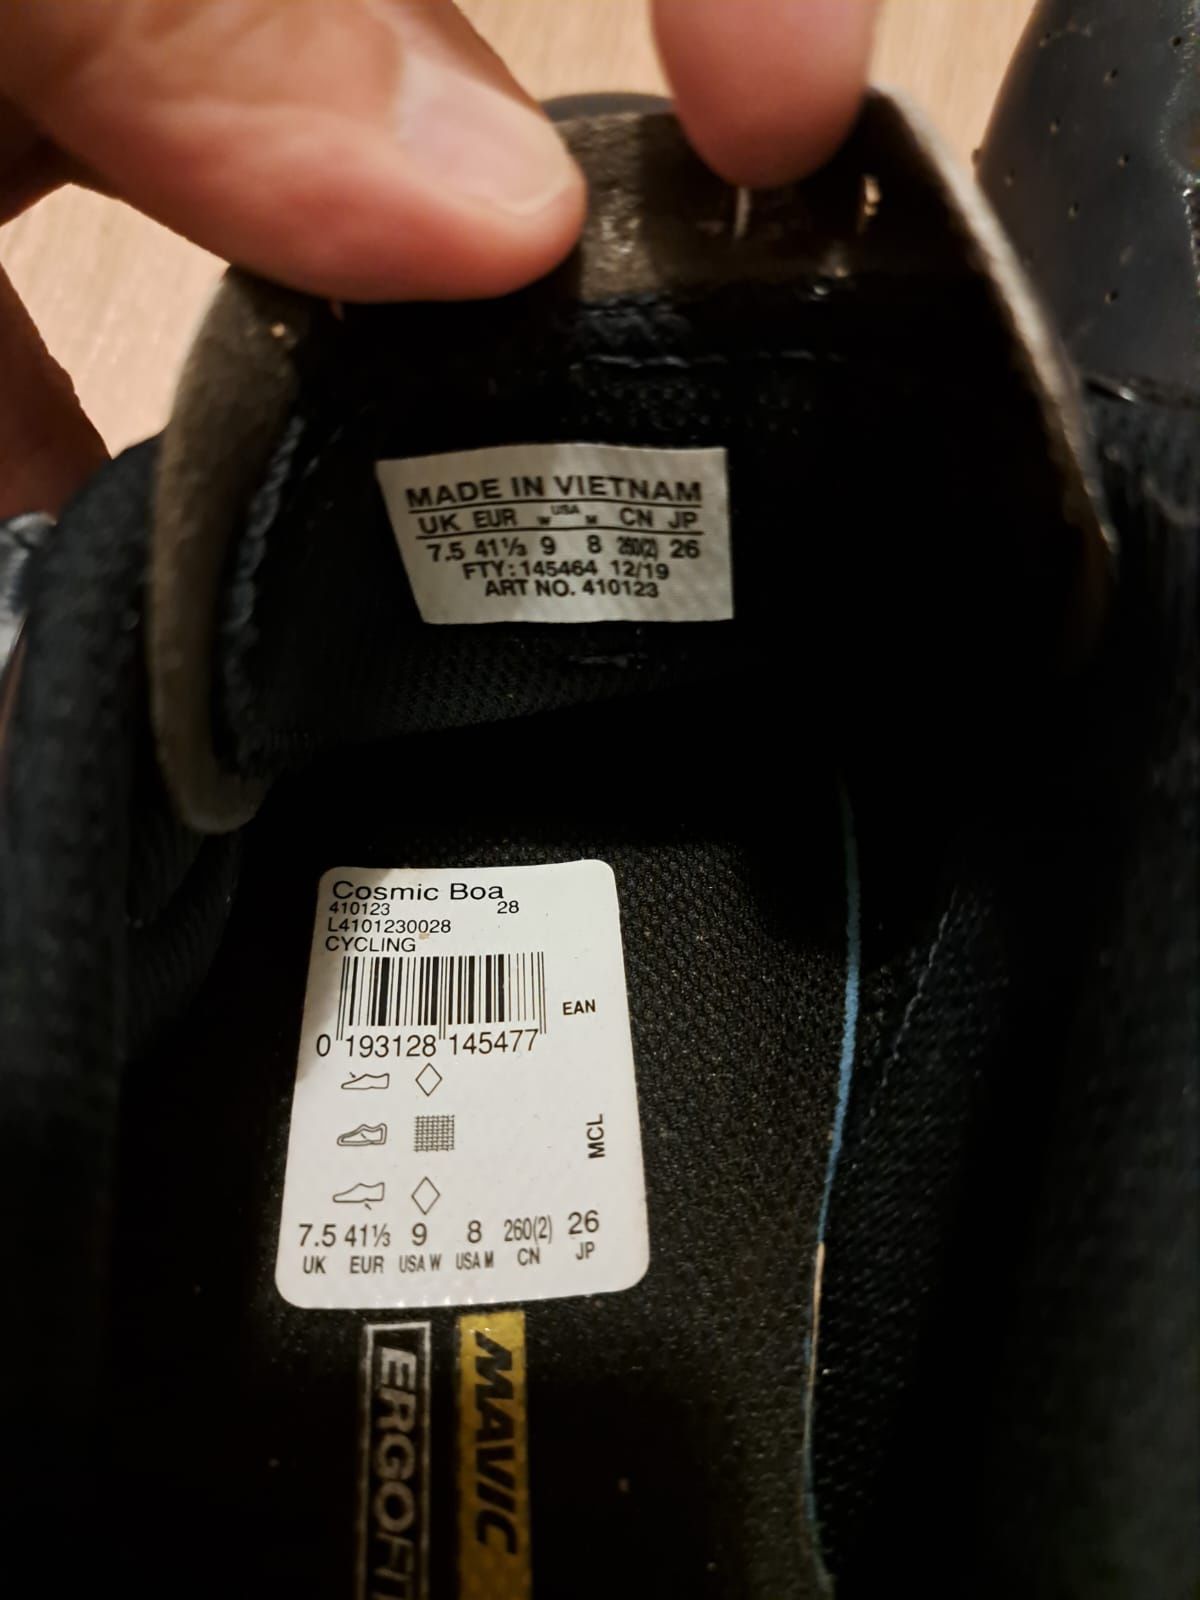 MADE IN VIETNAM
UK EUR W USA M CN JP
7.5 41⅓ 9 8 260(2) 26
FTY: 145464 12/19
ART NO. 410123
Cosmic Boa
410123 28
L4101230028
CYCLING
EAN
0 193128 145477
MCL
7.5 41⅓ 9 8 260(2) 26
UK EUR USA W USA M CN JP
ERGOFIT
MAVIC